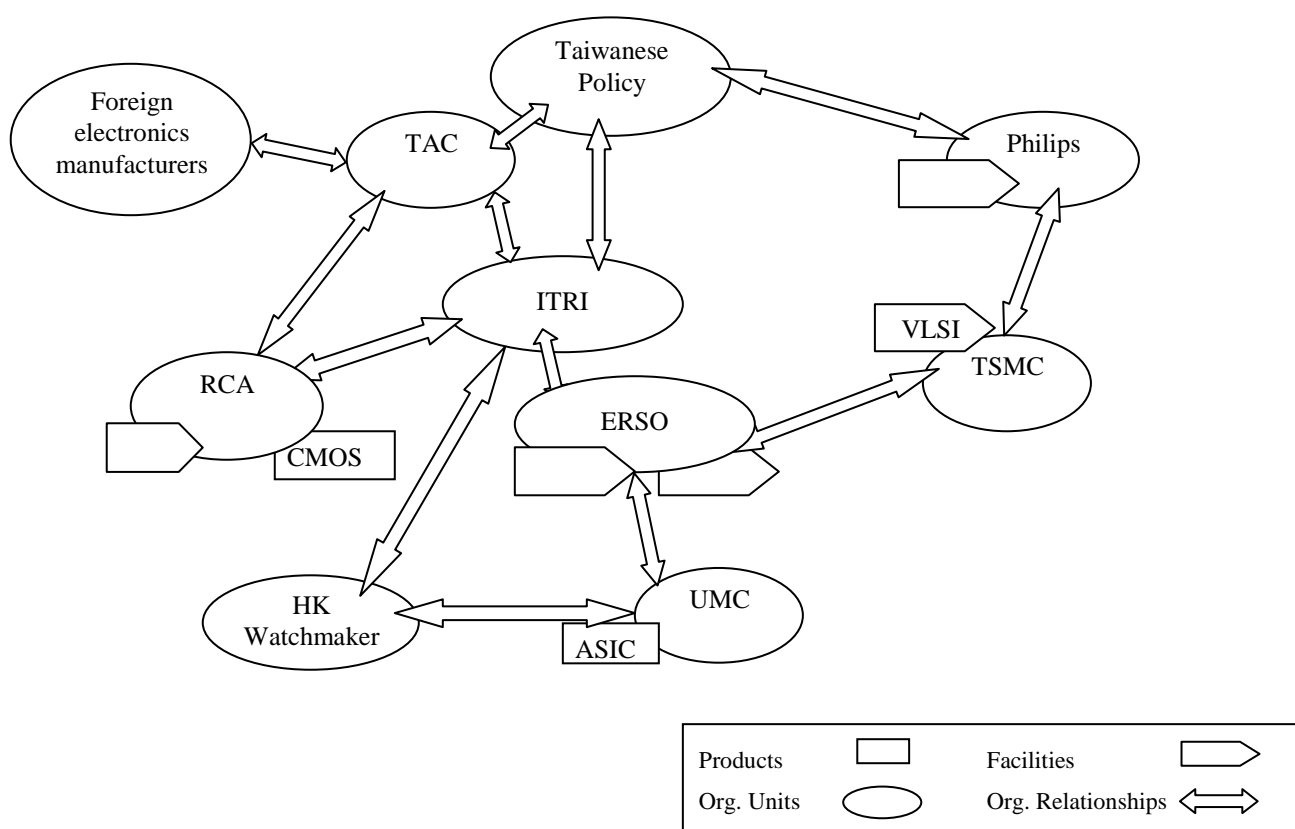 Taiwanese
Policy
Foreign
electronics
manufacturers
TAC
Philips
ITRI
VLSI
TSMC
RCA
CMOS
ERSO
HK
Watchmaker
UMC
ASIC
Products
Facilities
Org. Units
Org. Relationships